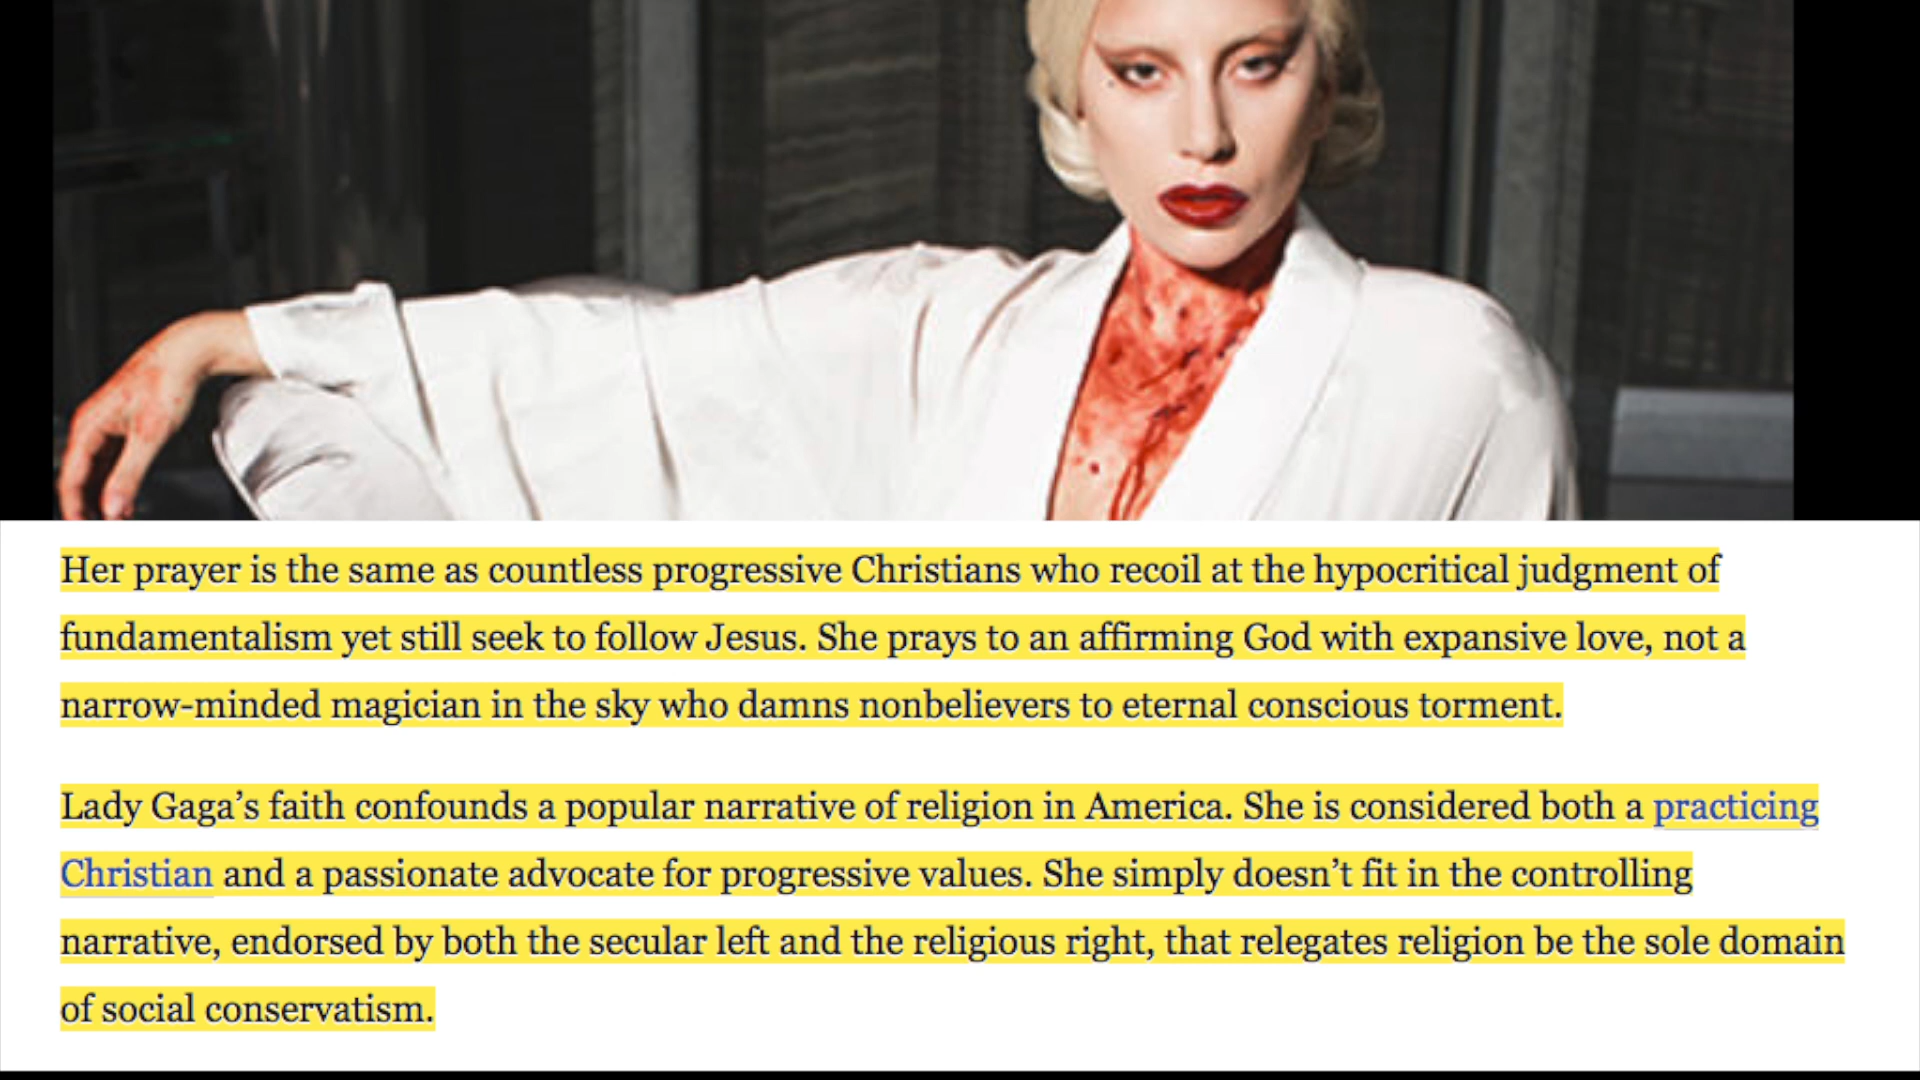 Her prayer is the same as countless progressive Christians who recoil at the hypocritical judgment of
fundamentalism yet still seek to follow Jesus. She prays to an affirming God with expansive love, not a
narrow-minded magician in the sky who damns nonbelievers to eternal conscious torment.
Lady Gaga’s faith confounds a popular narrative of religion in America. She is considered both a practicing
Christian and a passionate advocate for progressive values. She simply doesn’t fit in the controlling
narrative, endorsed by both the secular left and the religious right, that relegates religion be the sole domain
of social conservatism.